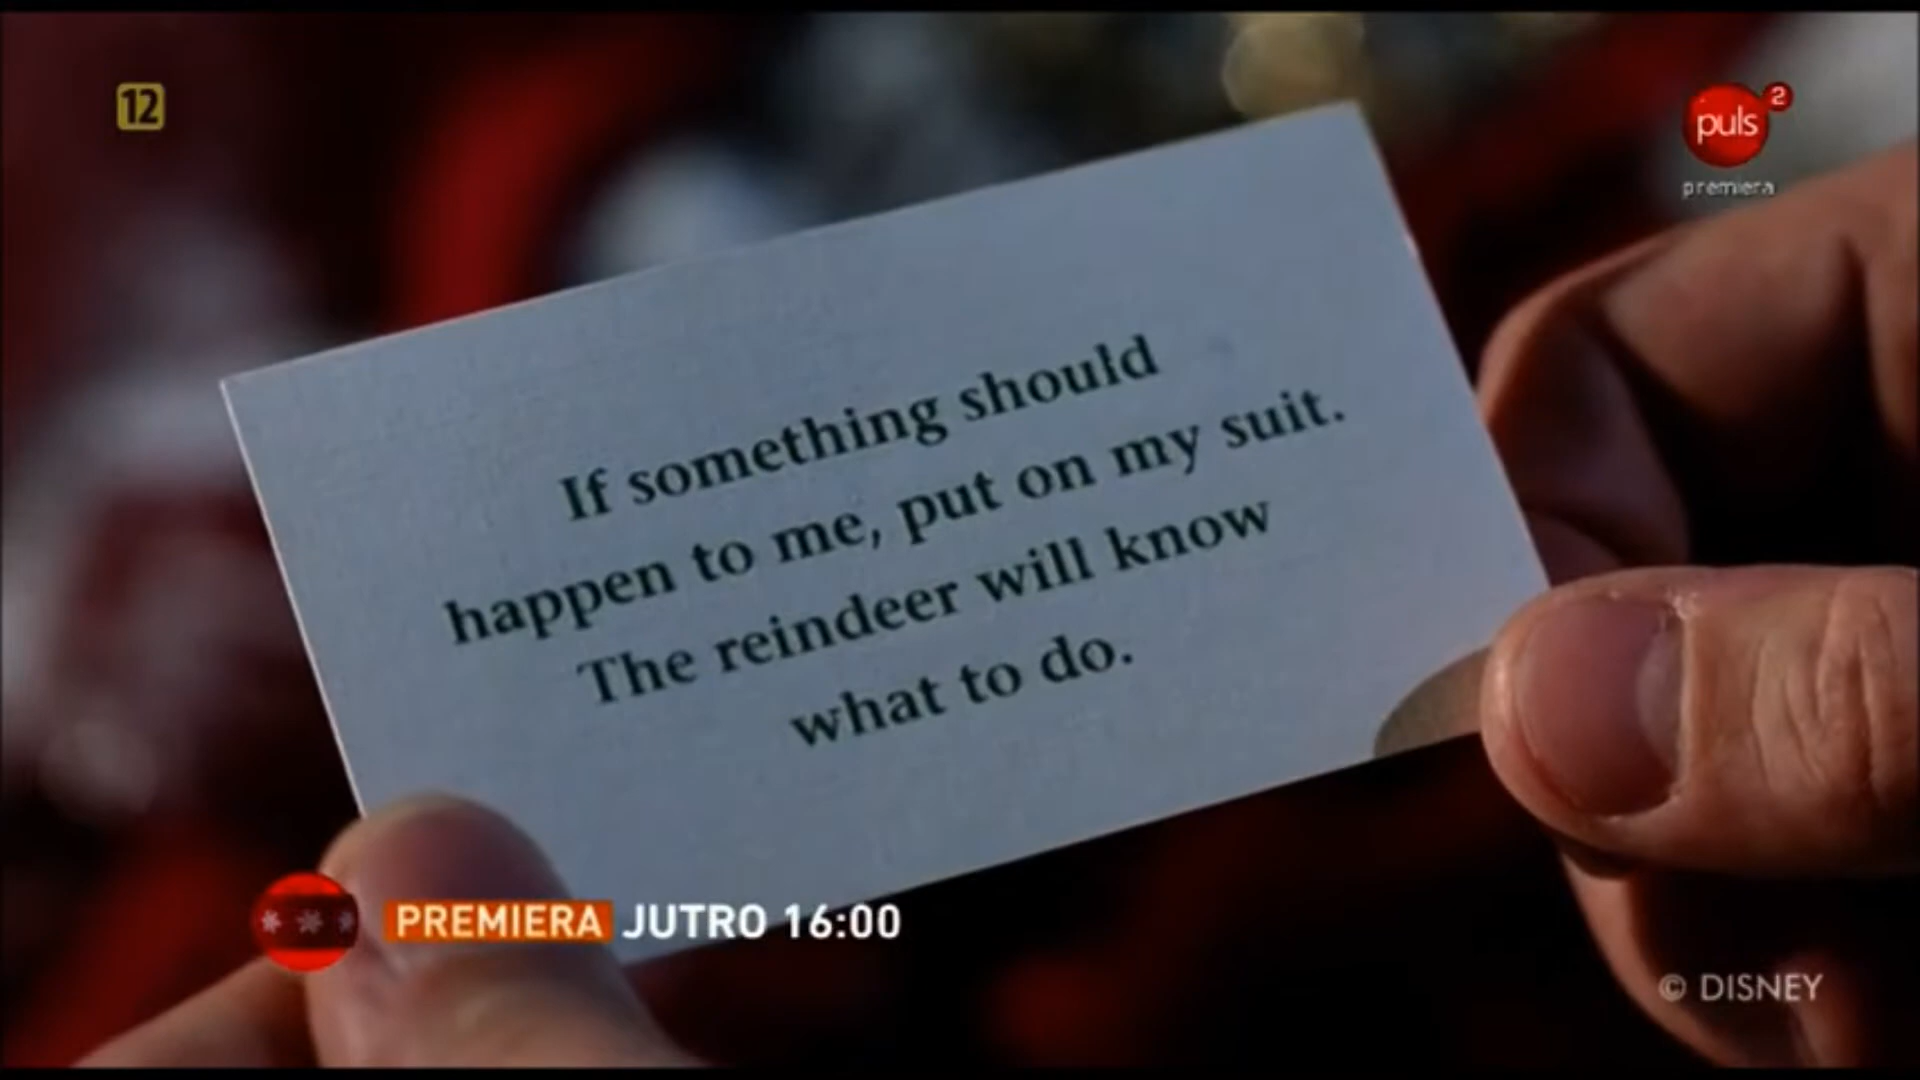 12
puls 2
premiera
If something should
happen to me, put on my suit.
The reindeer will know
what to do.
PREMIERA JUTRO 16:00
© DISNEY